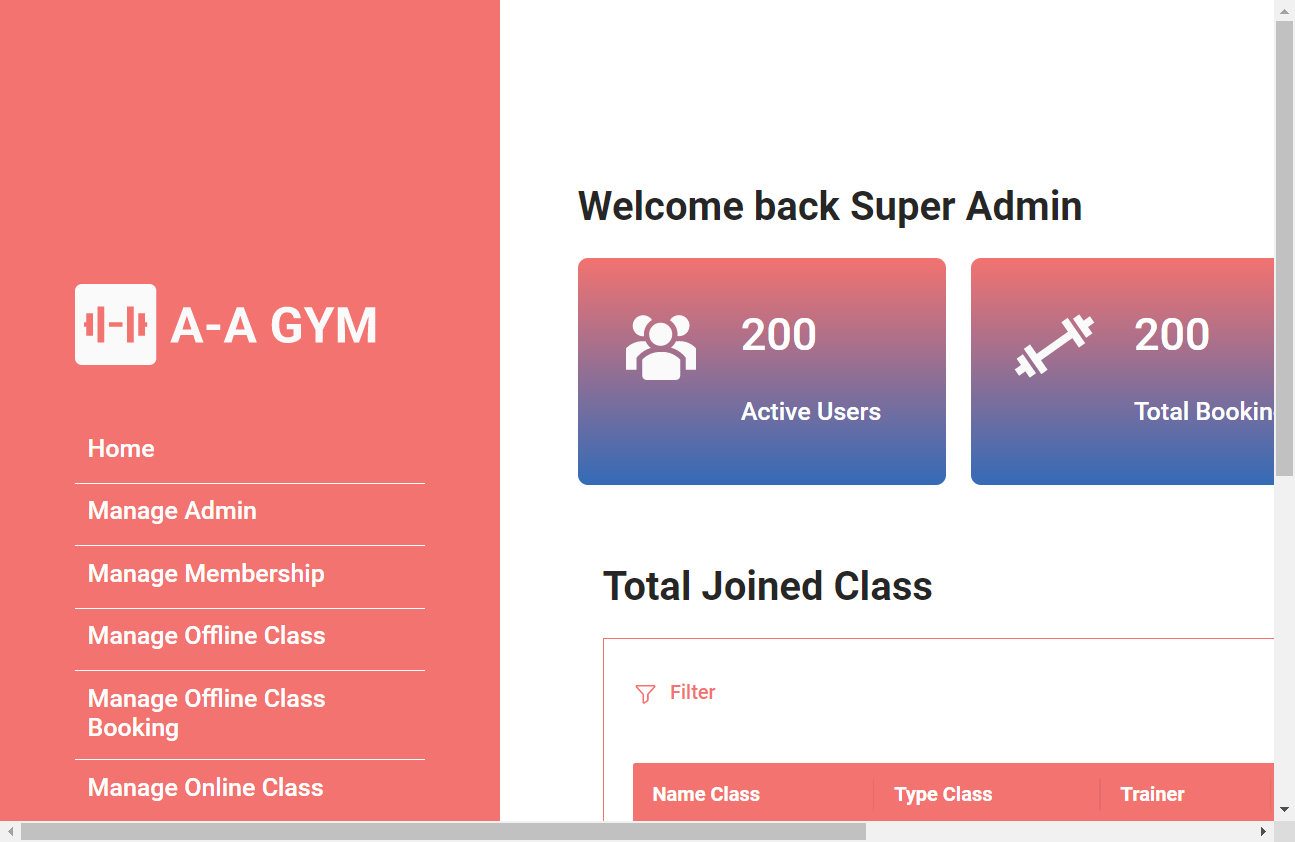 A-A GYM
Home
Manage Admin
Manage Membership
Manage Offline Class
Manage Offline Class
Booking
Manage Online Class
Welcome back Super Admin
200
Active Users
200
Total
Total Joined Class
Filter
Name Class
Type Class
Trainer